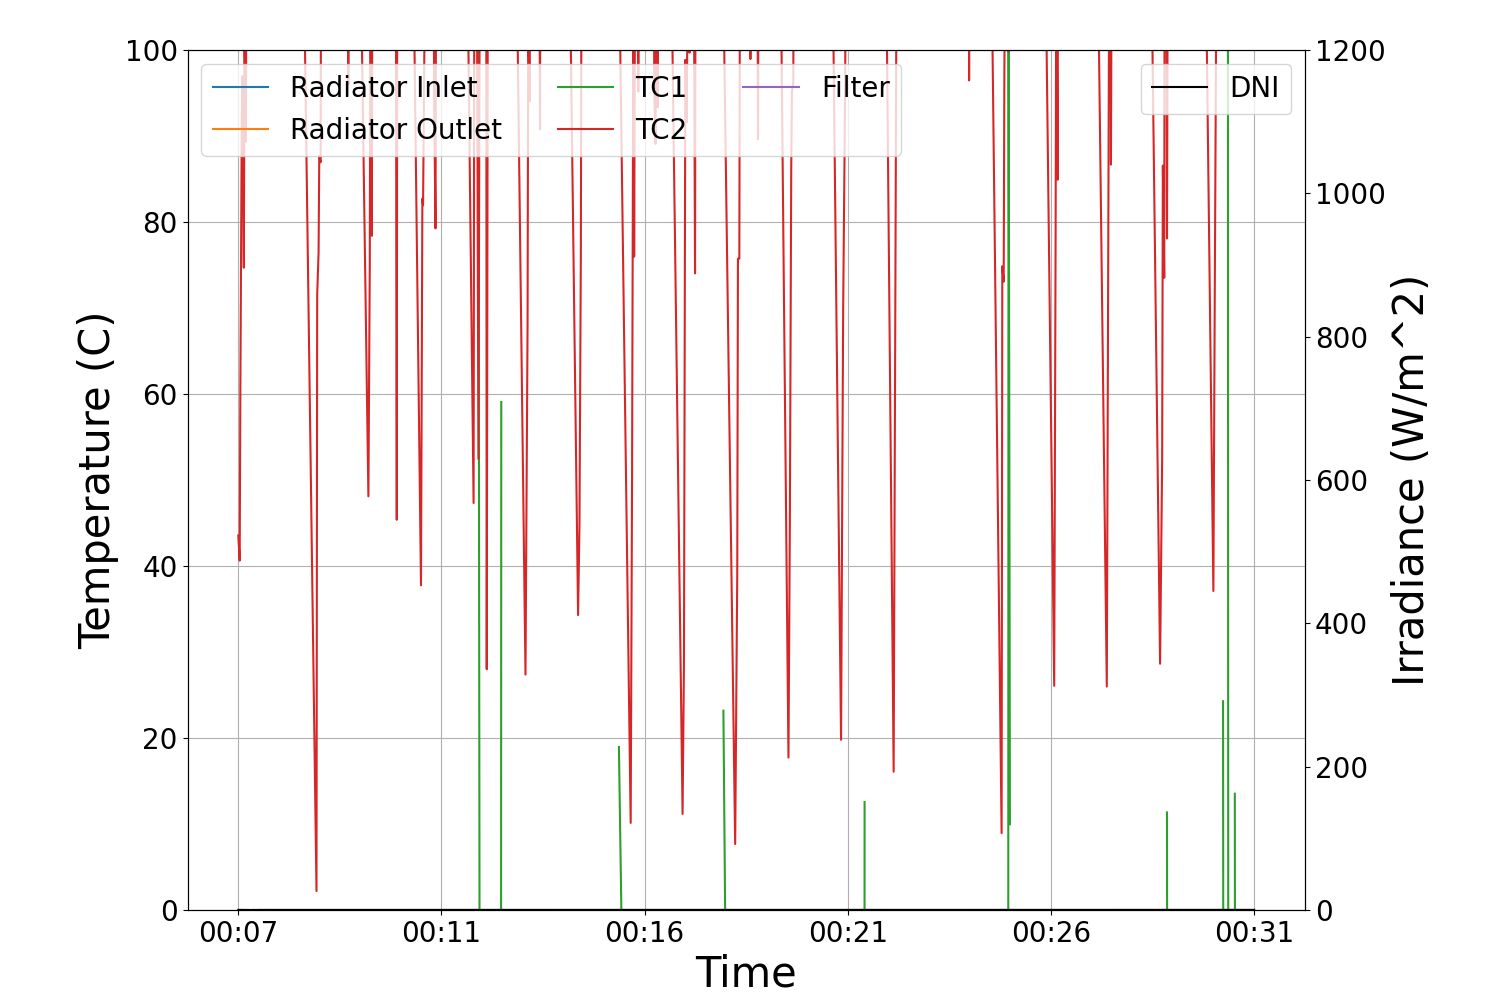 Radiator Inlet
Radiator Outlet
TC1
TC2
Filter
DNI
Temperature (C)
100
80
60
40
20
0
Irradiance (W/m^2)
1200
1000
800
600
400
200
0
00:07 00:11 00:16 00:21 00:26 00:31
Time